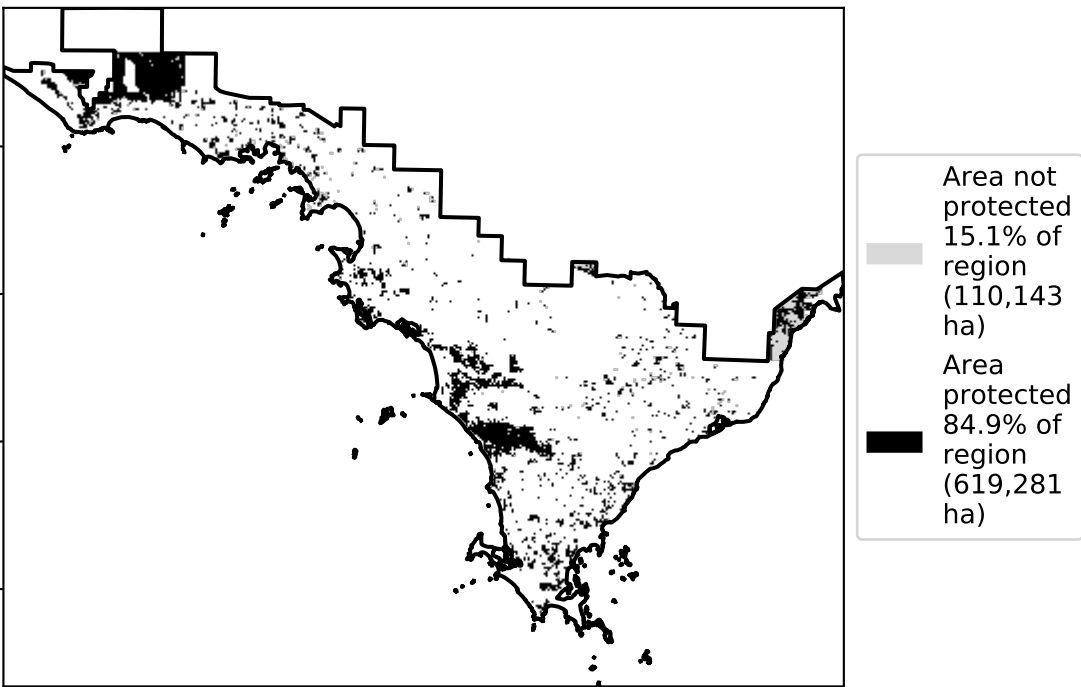 Area not
protected
15.1% of
region
(110,143
ha)
Area
protected
84.9% of
region
(619,281
ha)